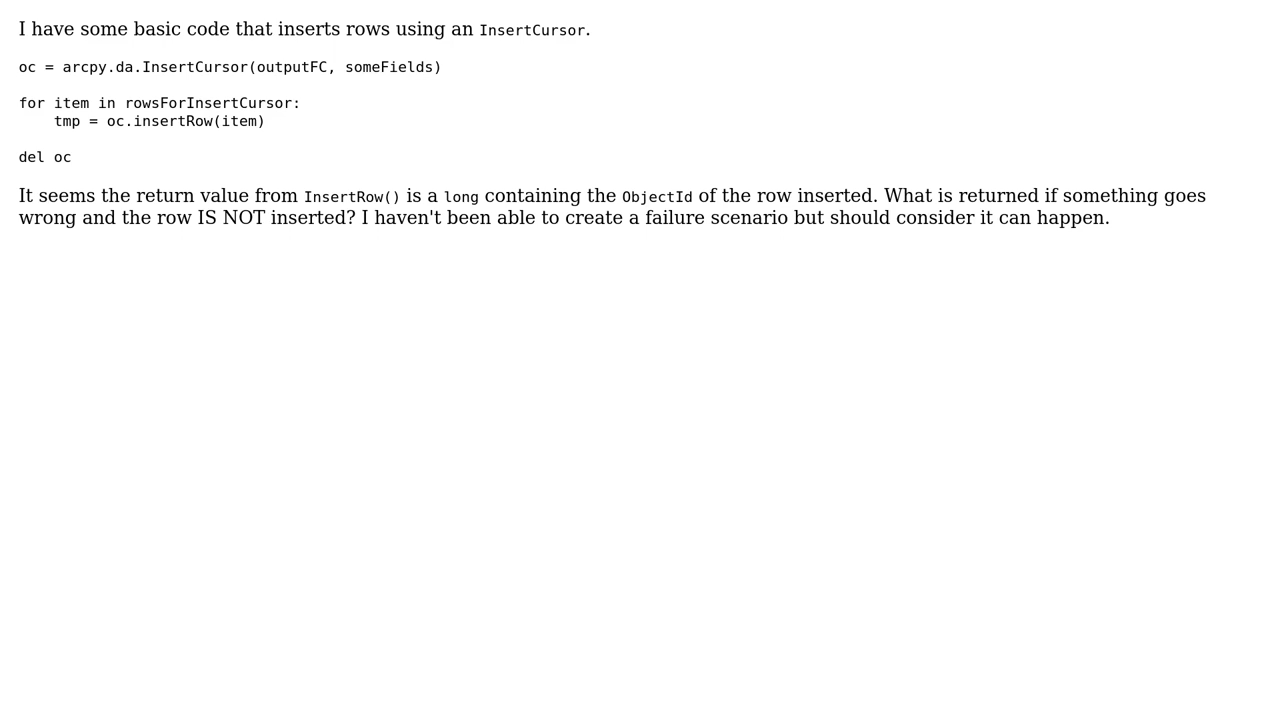 I have some basic code that inserts rows using an InsertCursor.
oc = arcpy.da.InsertCursor(outputFC, someFields)
for item in rowsForInsertCursor:
    tmp = oc.insertRow(item)
del oc
It seems the return value from InsertRow() is a long containing the ObjectId of the row inserted. What is returned if something goes
wrong and the row IS NOT inserted? I haven't been able to create a failure scenario but should consider it can happen.